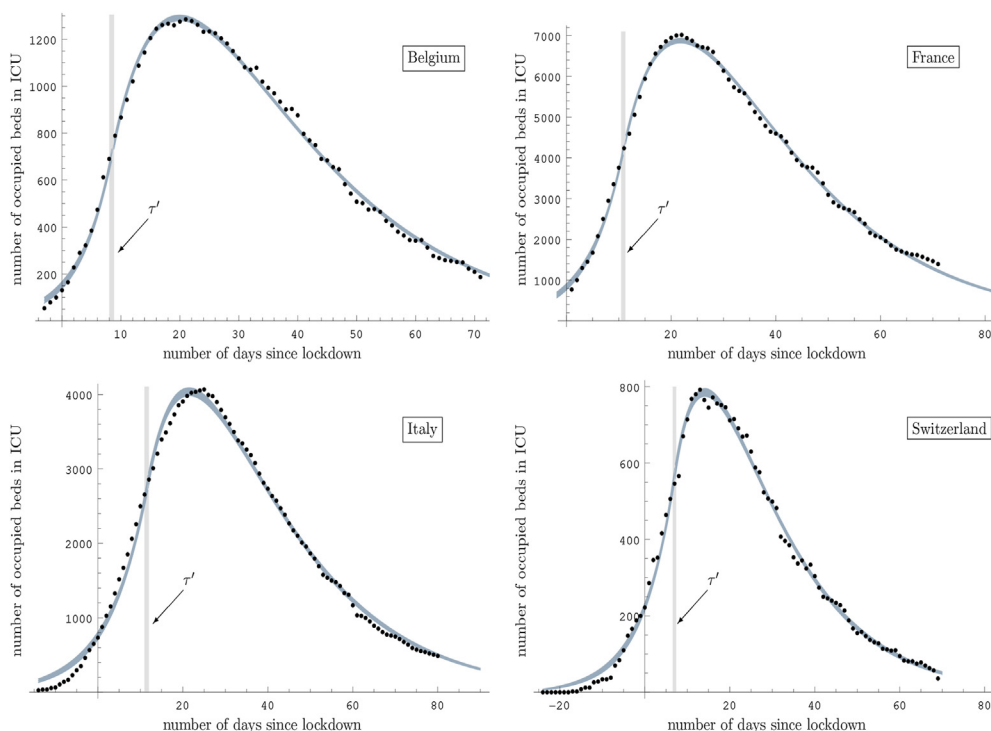 number of occupied beds in ICU
1200
1000
800
600
400
200
Belgium
τ′
10
20
30
40
50
60
70
number of days since lockdown
number of occupied beds in ICU
7000
6000
5000
4000
3000
2000
1000
France
τ′
20
40
60
80
number of days since lockdown
number of occupied beds in ICU
4000
3000
2000
1000
Italy
τ′
20
40
60
80
number of days since lockdown
number of occupied beds in ICU
800
600
400
200
Switzerland
τ′
-20
20
40
60
80
number of days since lockdown